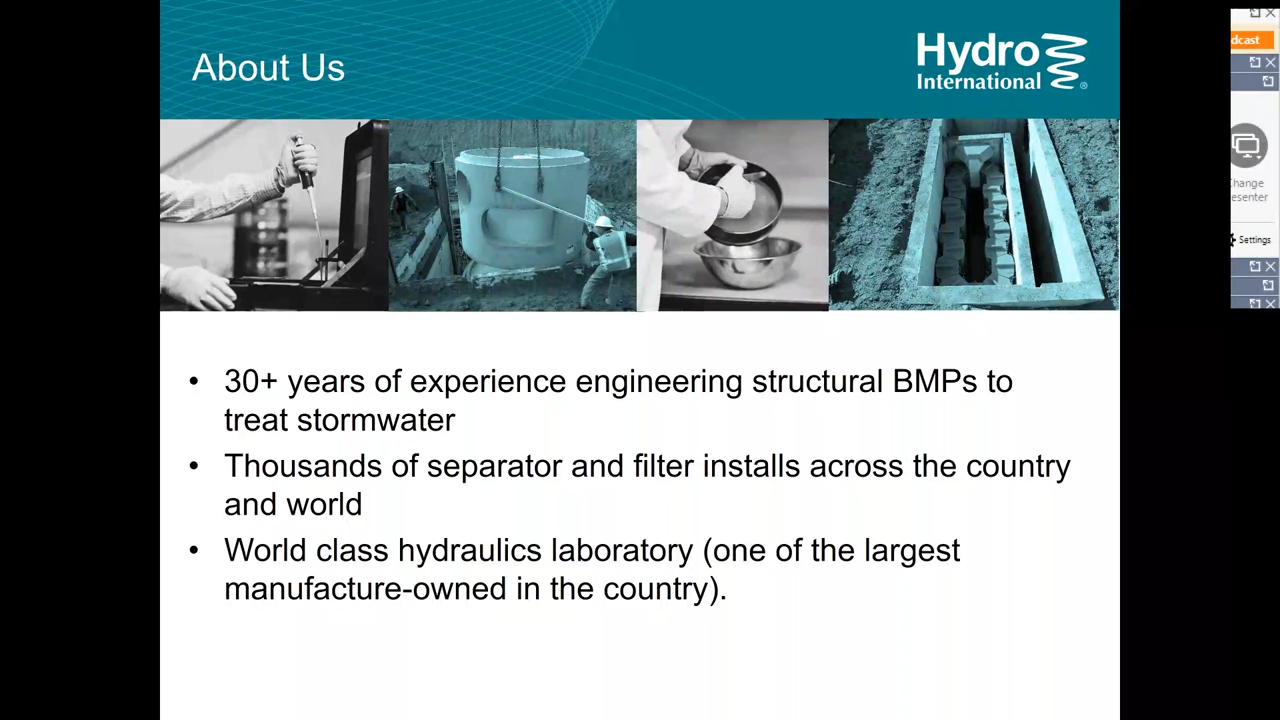 About Us
Hydro
International
®
dcast
Change
esenter
Settings
• 30+ years of experience engineering structural BMPs to
treat stormwater
• Thousands of separator and filter installs across the country
and world
• World class hydraulics laboratory (one of the largest
manufacture-owned in the country).